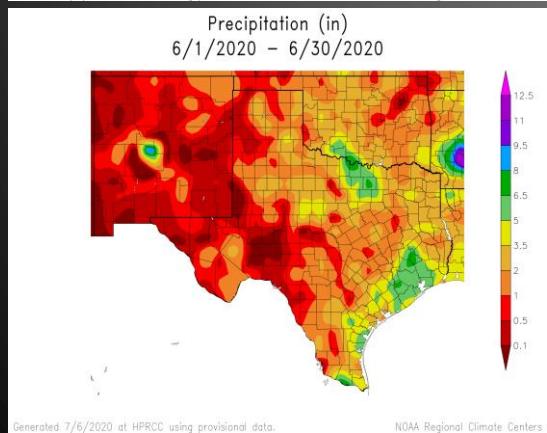 Precipitation (in)
6/1/2020 – 6/30/2020
12.5
11
9.5
8
6.5
5
3.5
2
1
0.5
0.1
Generated 7/6/2020 at HPRCC using provisional data.
NOAA Regional Climate Centers